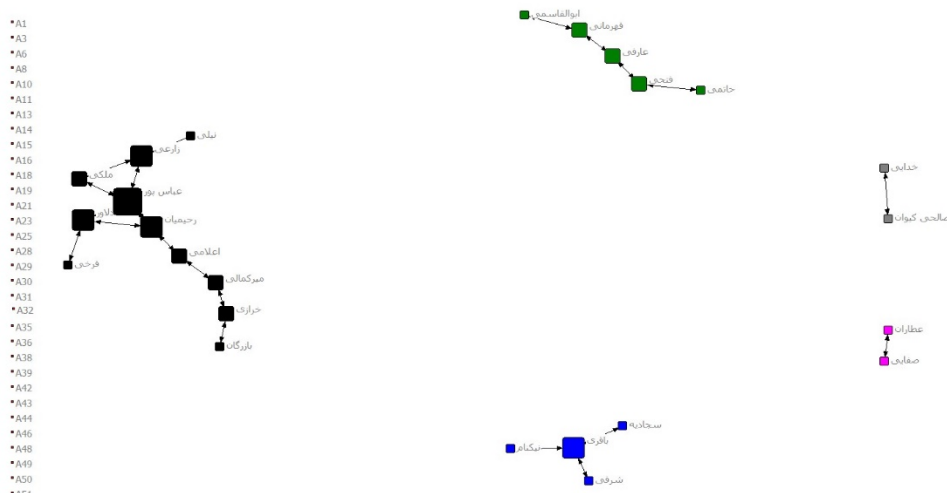 A1
A3
A6
A8
A10
A11
A13
A14
A15
A16
A18
A19
A21
A23
A25
A28
A29
A30
A31
A32
A35
A36
A38
A39
A42
A43
A44
A46
A48
A49
A50
ابوالقاسمی
قهرمانی
عارفی
فتحی
حاتمی
نیلی
زارعی
ملکی
عباس پور
دلاور
رحیمیان
اعلامی
فرخی
میرکمالی
خرازی
بازرگان
خدایی
صالحی کیوان
عطاران
صفایی
سجادیه
باقری
نیکنام
شرفی